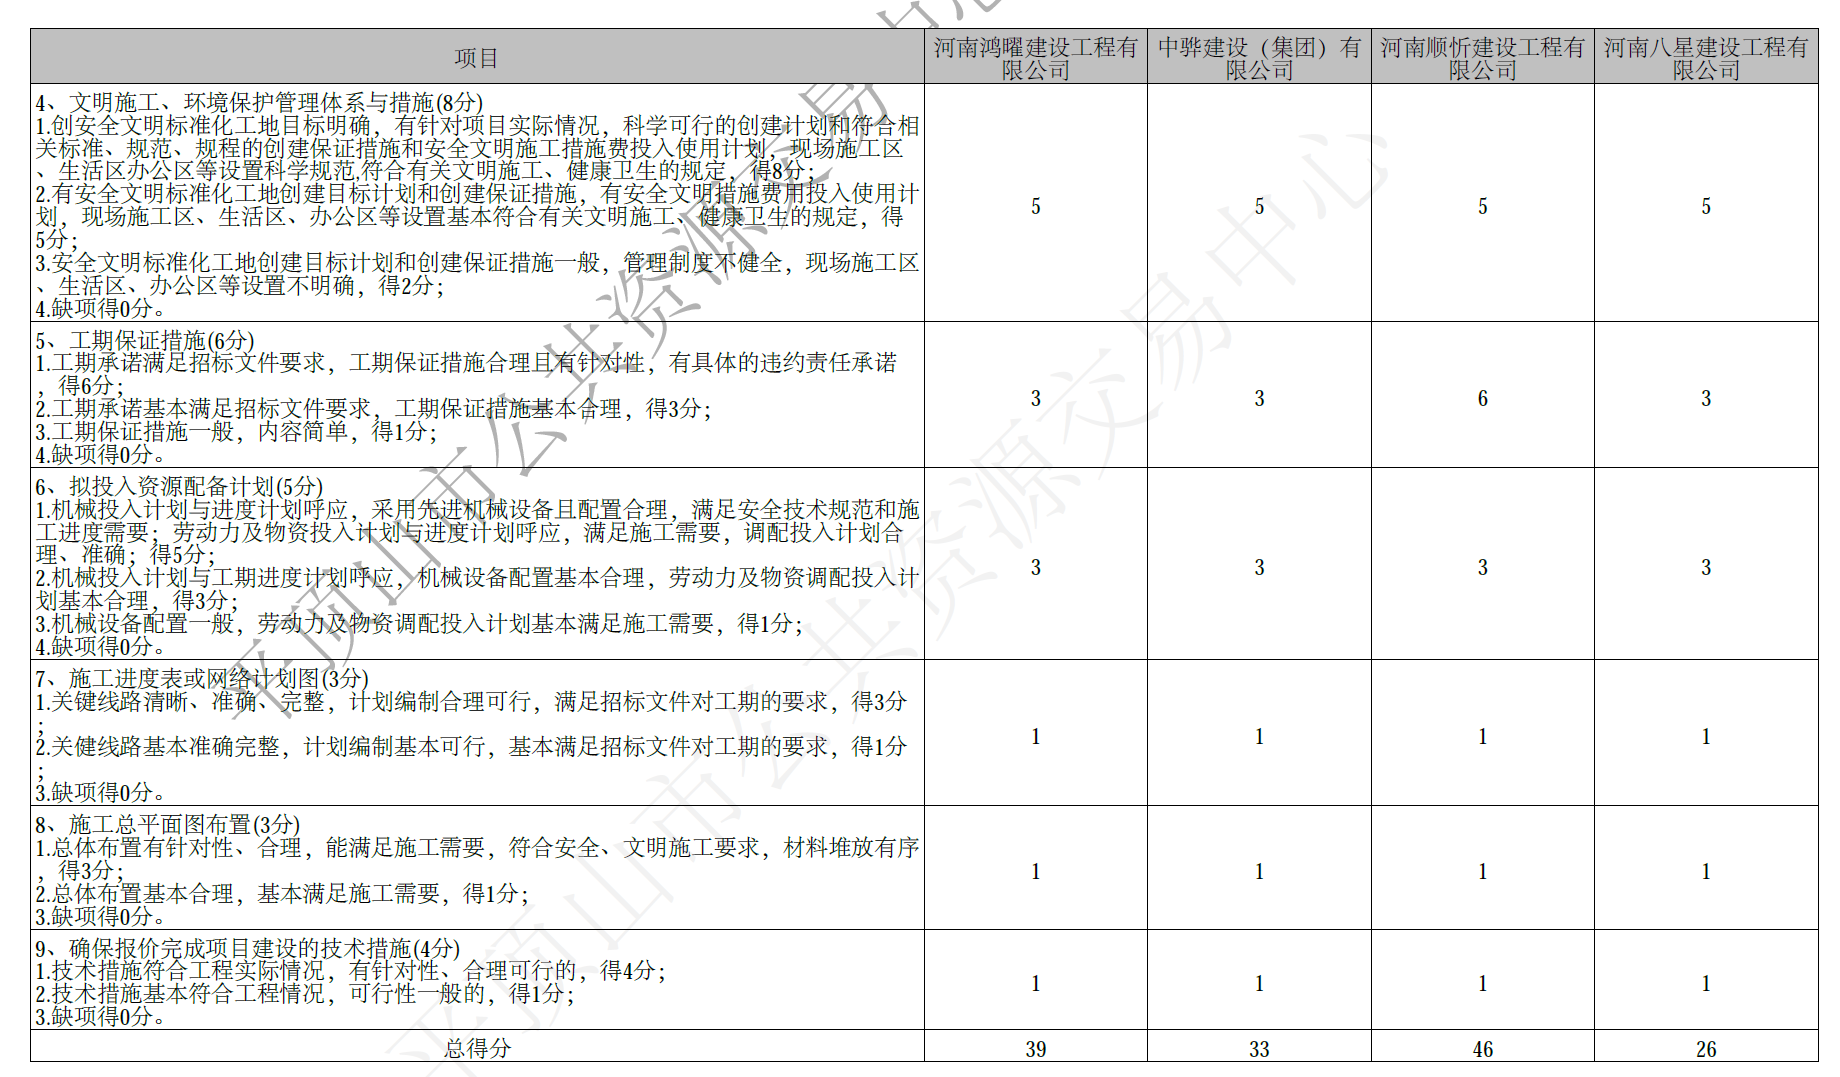 项目
河南鸿曜建设工程有
限公司
中骅建设（集团）有
限公司
河南顺忻建设工程有
限公司
河南八星建设工程有
限公司
4、文明施工、环境保护管理体系与措施(8分)
1.创安全文明标准化工地目标明确，有针对项目实际情况，科学可行的创建计划和符合相
关标准、规范、规程的创建保证措施和安全文明施工措施费投入使用计划，现场施工区
、生活区办公区等设置科学规范,符合有关文明施工、健康卫生的规定，得8分；
2.有安全文明标准化工地创建目标计划和创建保证措施，有安全文明措施费用投入使用计
划，现场施工区、生活区、办公区等设置基本符合有关文明施工、健康卫生的规定，得
5分；
3.安全文明标准化工地创建目标计划和创建保证措施一般，管理制度不健全，现场施工区
、生活区、办公区等设置不明确，得2分；
4.缺项得0分。
5
5
5
5
5、工期保证措施(6分)
1.工期承诺满足招标文件要求，工期保证措施合理且有针对性，有具体的违约责任承诺
，得6分；
2.工期承诺基本满足招标文件要求，工期保证措施基本合理，得3分；
3.工期保证措施一般，内容简单，得1分；
4.缺项得0分。
3
3
6
3
6、拟投入资源配备计划(5分)
1.机械投入计划与进度计划呼应，采用先进机械设备且配置合理，满足安全技术规范和施
工进度需要；劳动力及物资投入计划与进度计划呼应，满足施工需要，调配投入计划合
理、准确；得5分；
2.机械投入计划与工期进度计划呼应，机械设备配置基本合理，劳动力及物资调配投入计
划基本合理，得3分；
3.机械设备配置一般，劳动力及物资调配投入计划基本满足施工需要，得1分；
4.缺项得0分。
3
3
3
3
7、施工进度表或网络计划图(3分)
1.关键线路清晰、准确、完整，计划编制合理可行，满足招标文件对工期的要求，得3分
；
2.关健线路基本准确完整，计划编制基本可行，基本满足招标文件对工期的要求，得1分
；
3.缺项得0分。
1
1
1
1
8、施工总平面图布置(3分)
1.总体布置有针对性、合理，能满足施工需要，符合安全、文明施工要求，材料堆放有序
，得3分；
2.总体布置基本合理，基本满足施工需要，得1分；
3.缺项得0分。
1
1
1
1
9、确保报价完成项目建设的技术措施(4分)
1.技术措施符合工程实际情况，有针对性、合理可行的，得4分；
2.技术措施基本符合工程情况，可行性一般的，得1分；
3.缺项得0分。
1
1
1
1
总得分
39
33
46
26
平顶山市公共资源交易中心
平顶山市公共资源交易中心